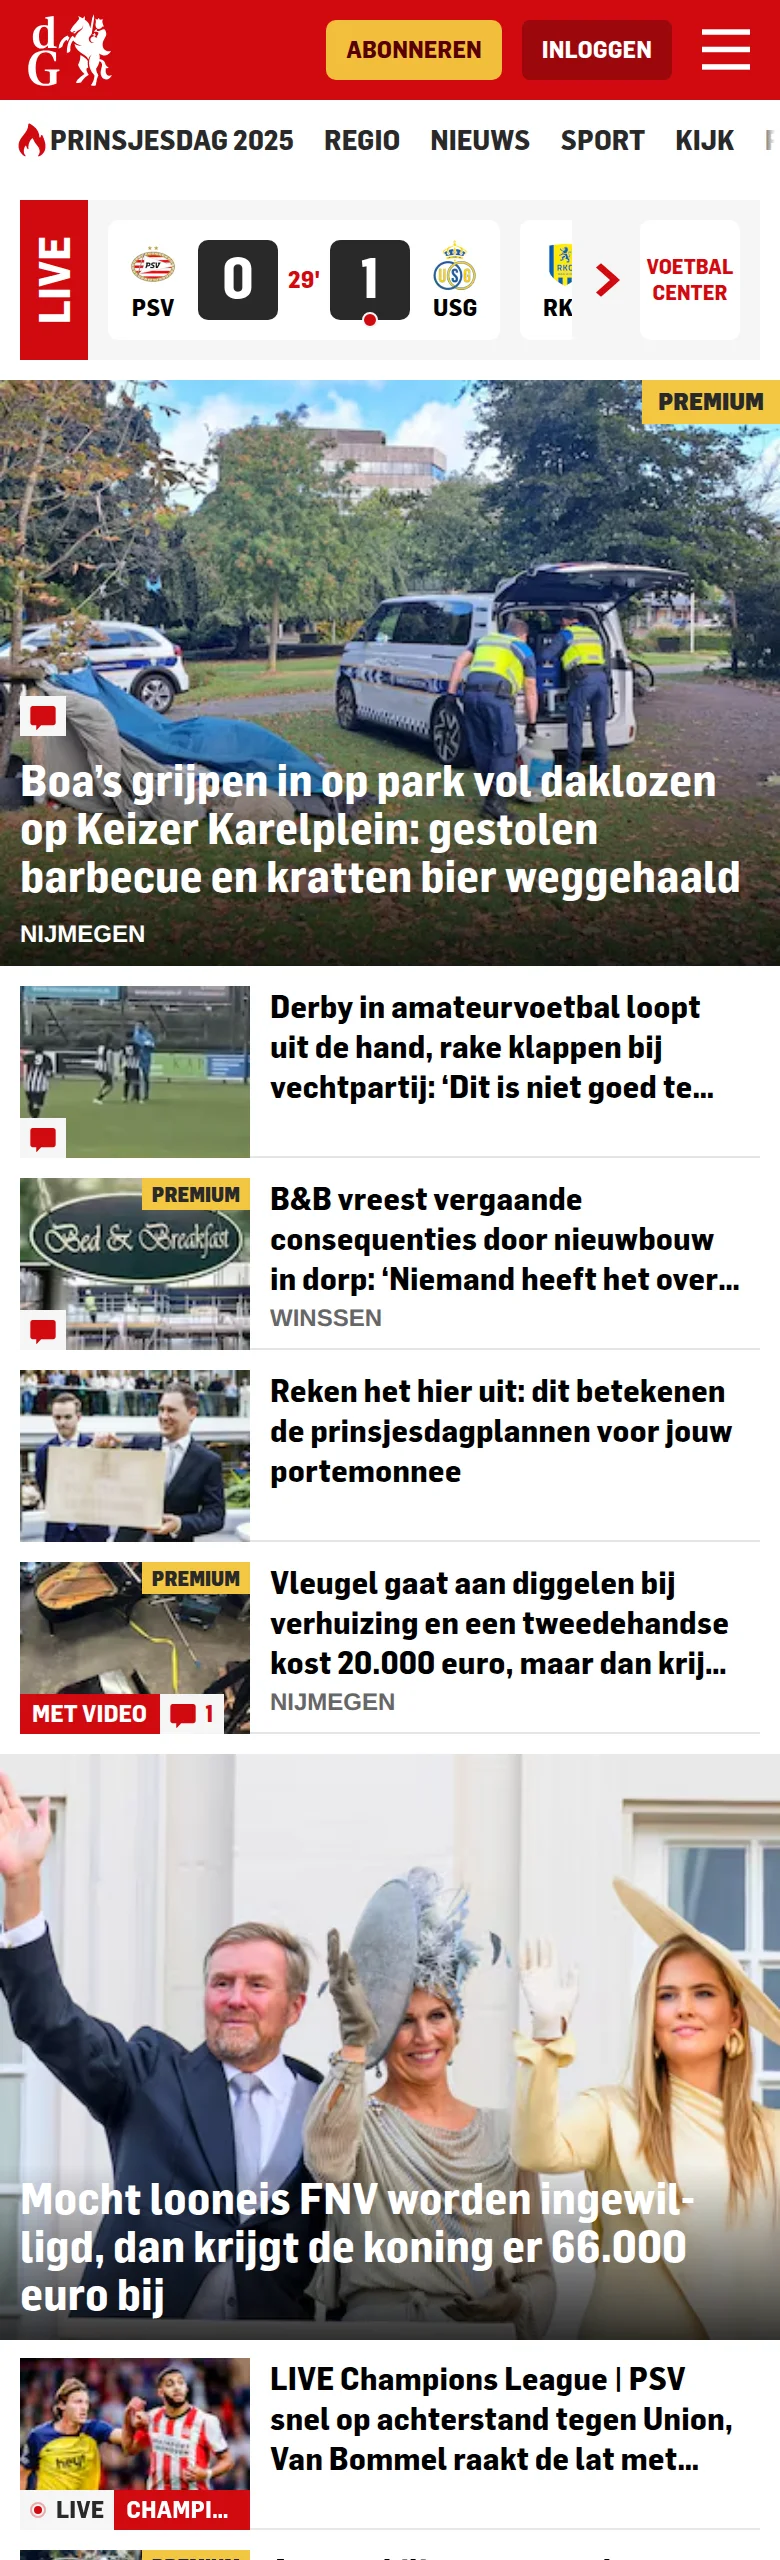 dG
ABONNEREN
INLOGGEN
PRINSJESDAG 2025
REGIO
NIEUWS
SPORT
KIJK
LIVE
PSV
0
29'
1
USG
RK
VOETBAL
CENTER
PREMIUM
Boa’s grijpen in op park vol daklozen
op Keizer Karelplein: gestolen
barbecue en kratten bier weggehaald
NIJMEGEN
Derby in amateurvoetbal loopt
uit de hand, rake klappen bij
vechtpartij: ‘Dit is niet goed te...
PREMIUM
Bed & Breakfast
B&B vreest vergaande
consequenties door nieuwbouw
in dorp: ‘Niemand heeft het over...
WINSSEN
Reken het hier uit: dit betekenen
de prinsjesdagplannen voor jouw
portemonnee
PREMIUM
MET VIDEO
1
Vleugel gaat aan diggelen bij
verhuizing en een tweedehandse
kost 20.000 euro, maar dan krij...
NIJMEGEN
Mocht looneis FNV worden ingewil-
ligd, dan krijgt de koning er 66.000
euro bij
LIVE
CHAMPI...
LIVE Champions League | PSV
snel op achterstand tegen Union,
Van Bommel raakt de lat met...